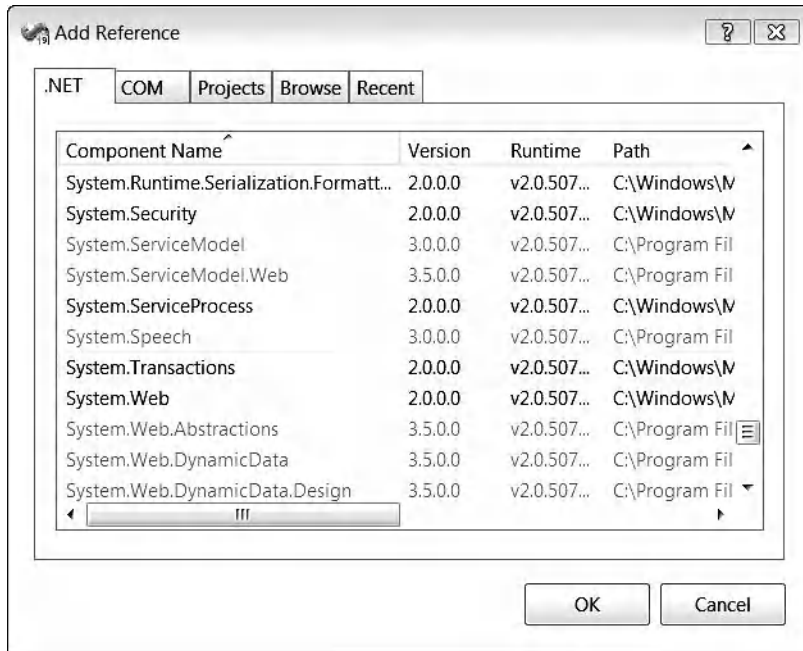 Add Reference
.NET COM Projects Browse Recent
Component Name Version Runtime Path
System.Runtime.Serialization.Formatt... 2.0.0.0 v2.0.507... C:\Windows\M
System.Security 2.0.0.0 v2.0.507... C:\Windows\M
System.ServiceModel 3.0.0.0 v2.0.507... C:\Program Fil
System.ServiceModel.Web 3.5.0.0 v2.0.507... C:\Program Fil
System.ServiceProcess 2.0.0.0 v2.0.507... C:\Windows\M
System.Speech 3.0.0.0 v2.0.507... C:\Program Fil
System.Transactions 2.0.0.0 v2.0.507... C:\Windows\M
System.Web 2.0.0.0 v2.0.507... C:\Windows\M
System.Web.Abstractions 3.5.0.0 v2.0.507... C:\Program Fil
System.Web.DynamicData 3.5.0.0 v2.0.507... C:\Program Fil
System.Web.DynamicData.Design 3.5.0.0 v2.0.507... C:\Program Fil
OK Cancel